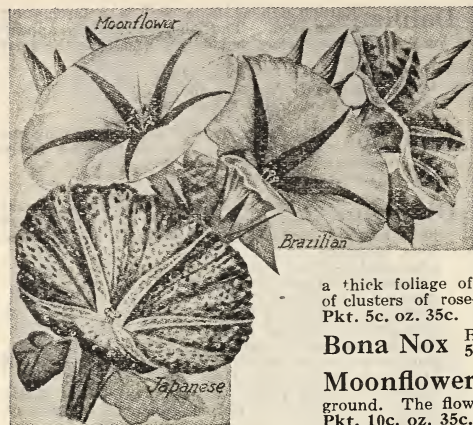 Moonflower
Brazilian
Japanese
a thick foliage of
of clusters of rose-
Pkt. 5c. oz. 35c.
Bona Nox
5
Moonflower
ground. The flow
Pkt. 10c. oz. 35c.